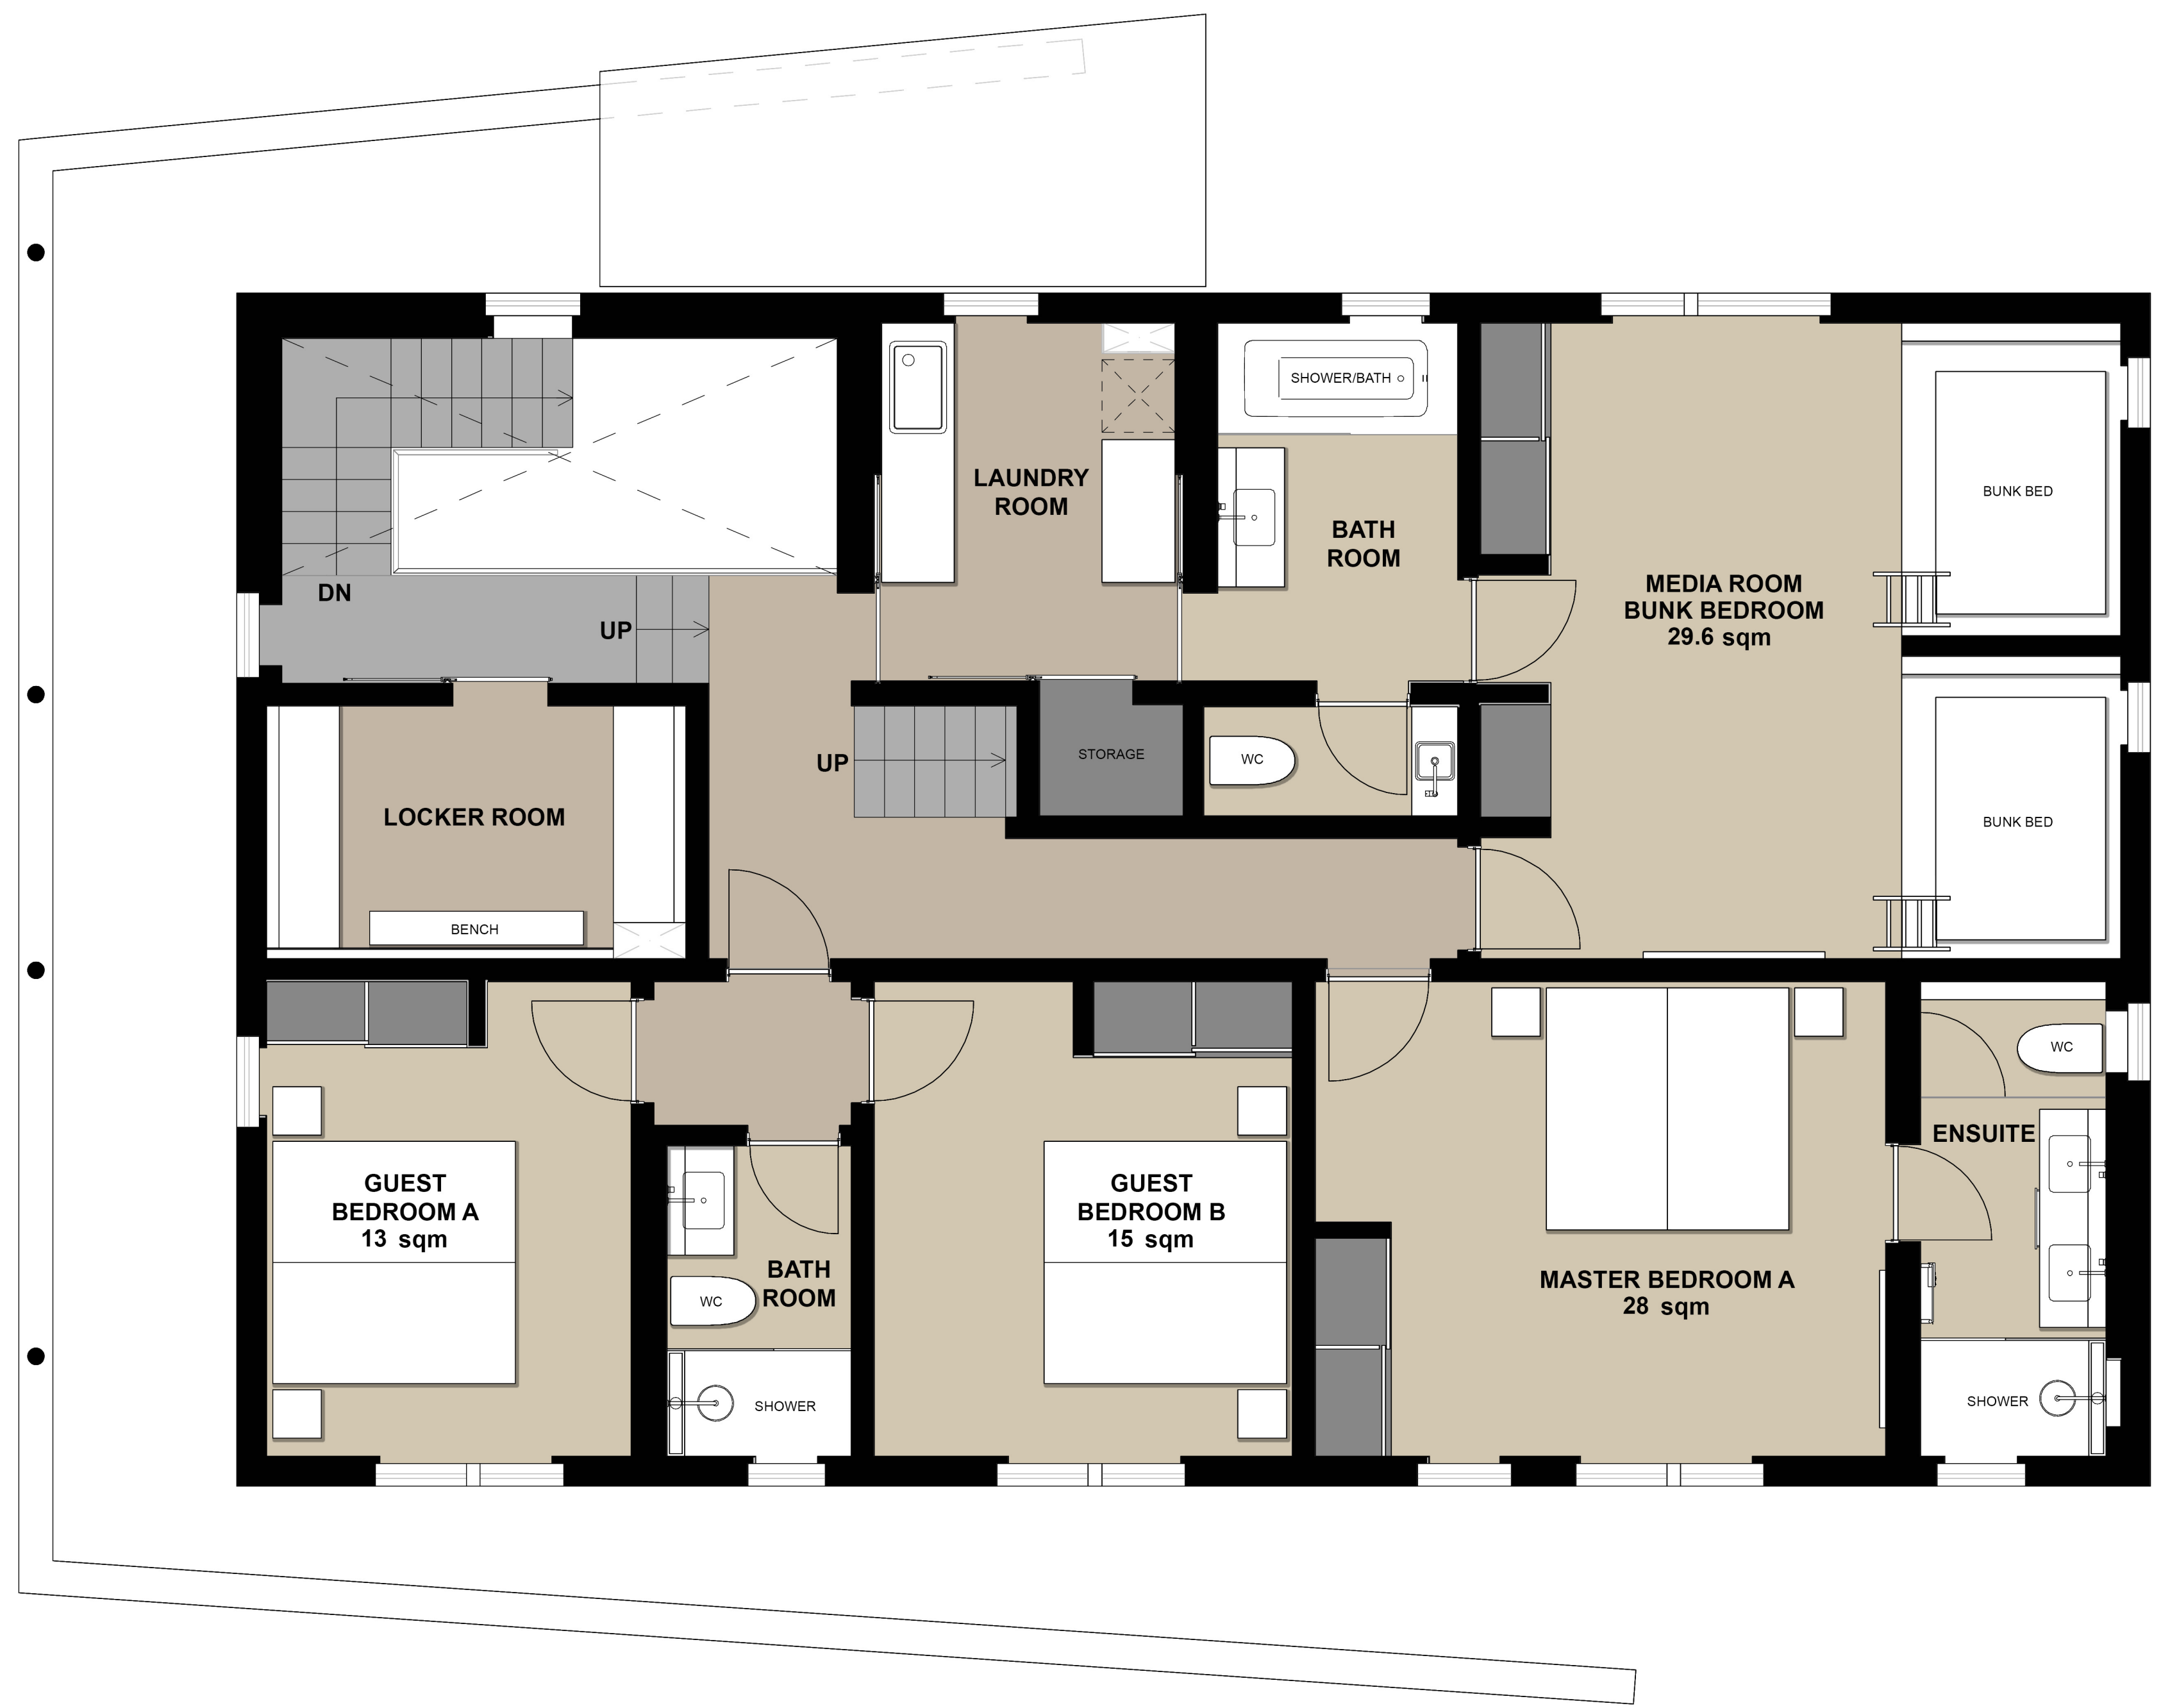 SHOWER/BATH
LAUNDRY
ROOM
BATH
ROOM
BUNK BED
MEDIA ROOM
BUNK BEDROOM
29.6 sqm
DN
UP
UP
STORAGE
WC
LOCKER ROOM
BENCH
BUNK BED
WC
ENSUITE
GUEST
BEDROOM A
13 sqm
BATH
ROOM
WC
SHOWER
GUEST
BEDROOM B
15 sqm
MASTER BEDROOM A
28 sqm
SHOWER